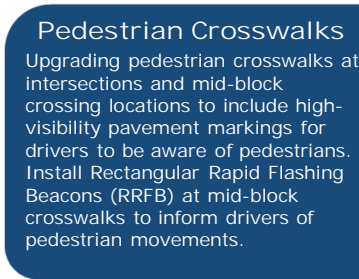 Pedestrian Crosswalks
Upgrading pedestrian crosswalks at
intersections and mid-block
crossing locations to include high-
visibility pavement markings for
drivers to be aware of pedestrians.
Install Rectangular Rapid Flashing
Beacons (RRFB) at mid-block
crosswalks to inform drivers of
pedestrian movements.